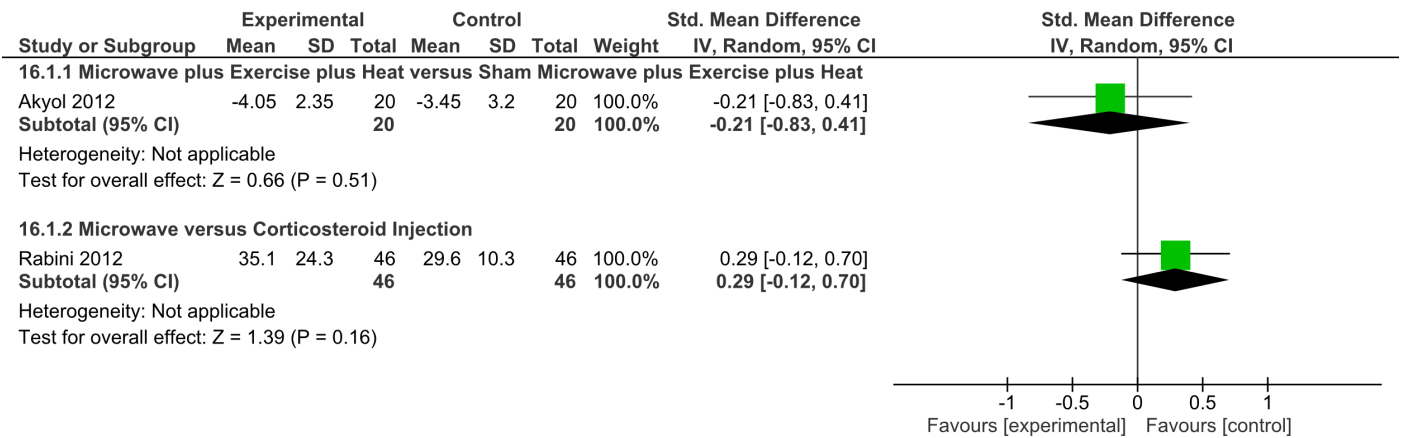 Experimental Control Std. Mean Difference Std. Mean Difference
Study or Subgroup Mean SD Total Mean SD Total Weight IV, Random, 95% CI IV, Random, 95% CI
16.1.1 Microwave plus Exercise plus Heat versus Sham Microwave plus Exercise plus Heat
Akyol 2012 -4.05 2.35 20 -3.45 3.2 20 100.0% -0.21 [-0.83, 0.41]
Subtotal (95% CI) 20 20 100.0% -0.21 [-0.83, 0.41]
Heterogeneity: Not applicable
Test for overall effect: Z = 0.66 (P = 0.51)
16.1.2 Microwave versus Corticosteroid Injection
Rabini 2012 35.1 24.3 46 29.6 10.3 46 100.0% 0.29 [-0.12, 0.70]
Subtotal (95% CI) 46 46 100.0% 0.29 [-0.12, 0.70]
Heterogeneity: Not applicable
Test for overall effect: Z = 1.39 (P = 0.16)
-1 -0.5 0 0.5 1
Favours [experimental] Favours [control]